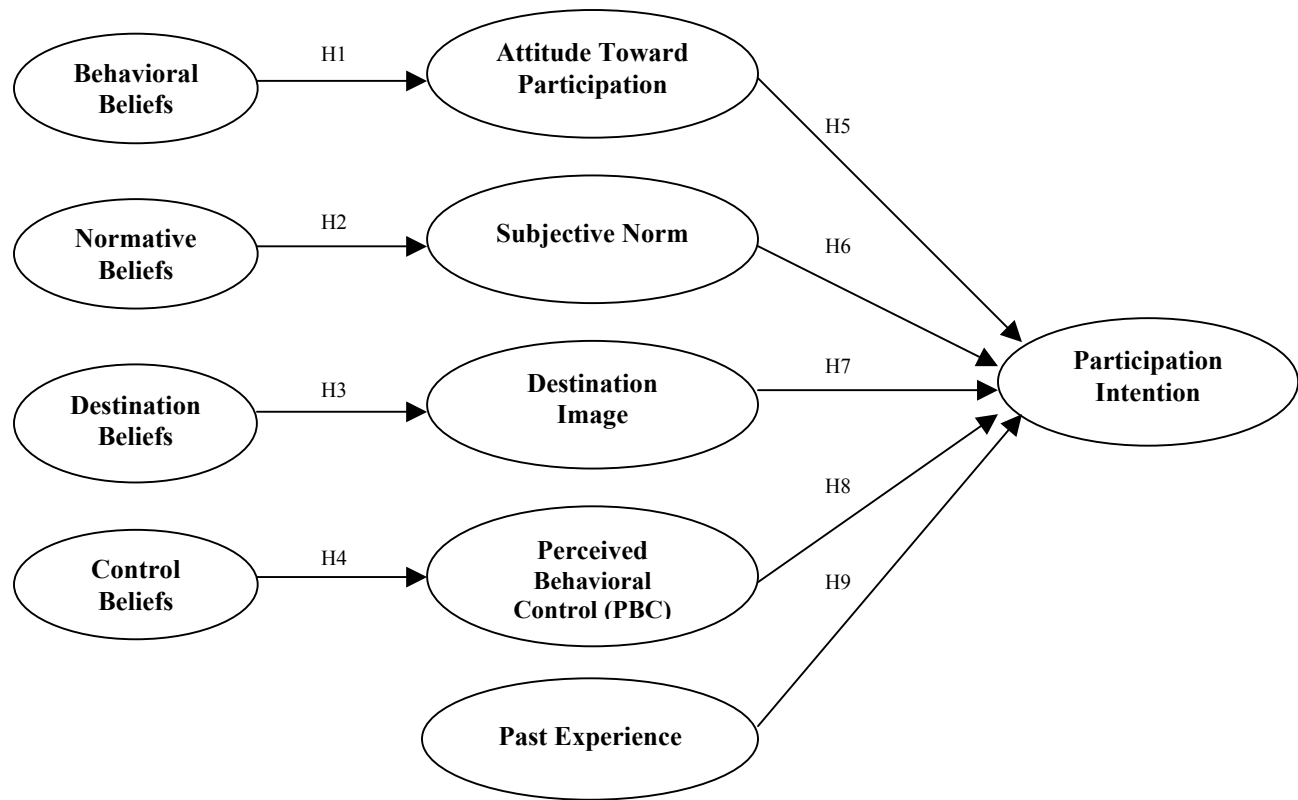 Behavioral
Beliefs
H1
Attitude Toward
Participation
H5
Normative
Beliefs
H2
Subjective Norm
H6
Destination
Beliefs
H3
Destination
Image
H7
Participation
Intention
Control
Beliefs
H4
Perceived
Behavioral
Control (PBC)
H8
H9
Past Experience